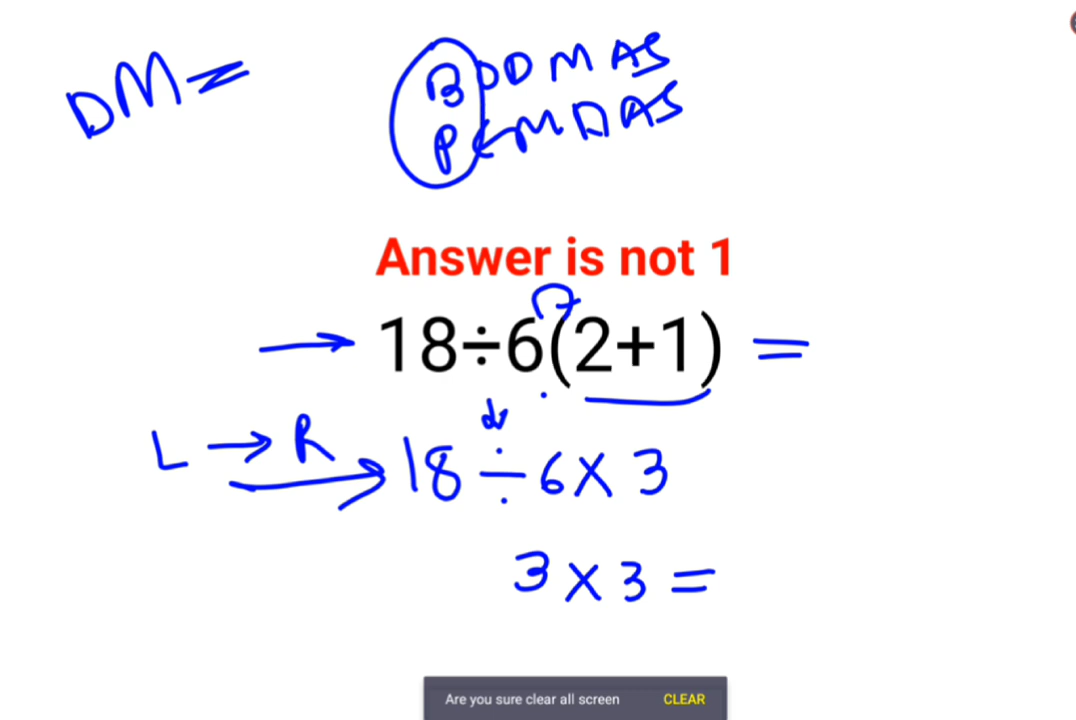 DM=
BODMAS
PEMDAS
Answer is not 1
18÷6(2+1) =
L → R
18 ÷ 6 × 3
3 × 3 =
Are you sure clear all screen CLEAR